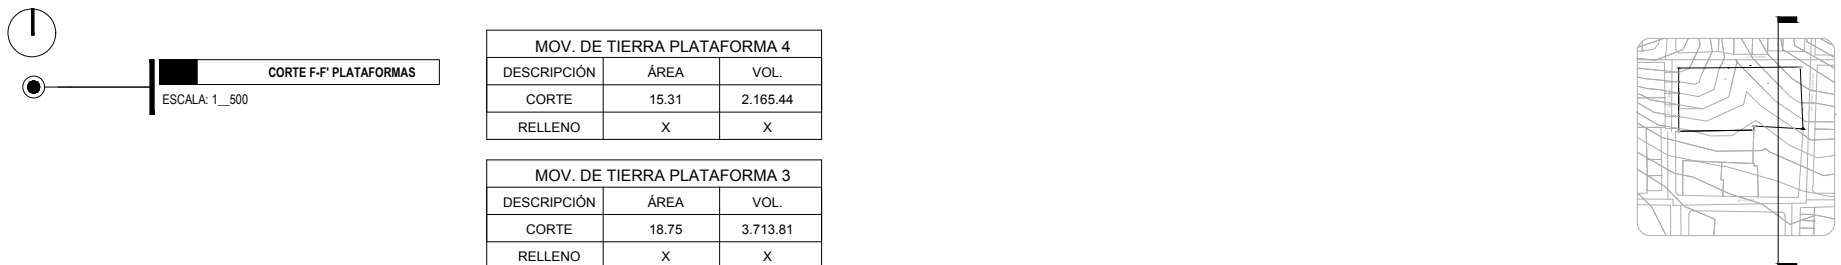 CORTE F-F' PLATAFORMAS
ESCALA: 1__500
MOV. DE TIERRA PLATAFORMA 4
DESCRIPCIÓN ÁREA VOL.
CORTE 15.31 2.165.44
RELLENO X X
MOV. DE TIERRA PLATAFORMA 3
DESCRIPCIÓN ÁREA VOL.
CORTE 18.75 3.713.81
RELLENO X X